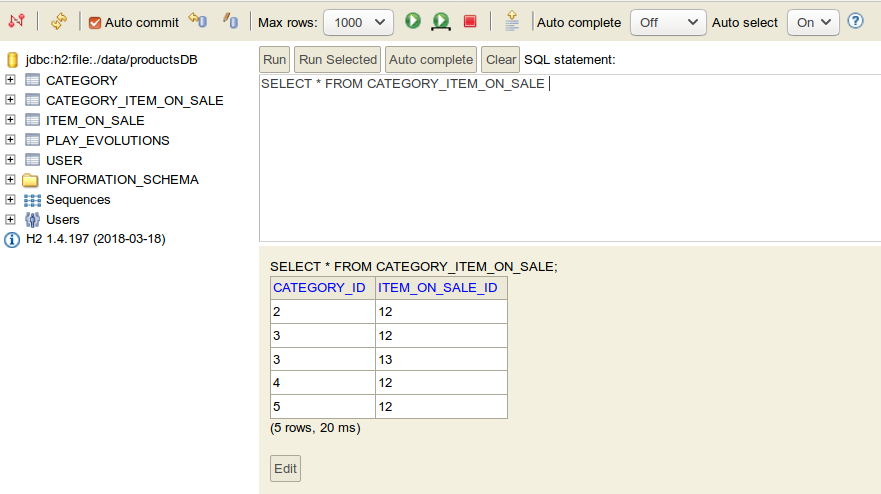 Auto commit Max rows: 1000 Auto complete Off Auto select On ?
jdbc:h2:file:./data/productsDB
CATEGORY
CATEGORY_ITEM_ON_SALE
ITEM_ON_SALE
PLAY_EVOLUTIONS
USER
INFORMATION_SCHEMA
Sequences
Users
H2 1.4.197 (2018-03-18)
Run Run Selected Auto complete Clear SQL statement:
SELECT * FROM CATEGORY_ITEM_ON_SALE
SELECT * FROM CATEGORY_ITEM_ON_SALE;
CATEGORY_ID ITEM_ON_SALE_ID
2 12
3 12
3 13
4 12
5 12
(5 rows, 20 ms)
Edit